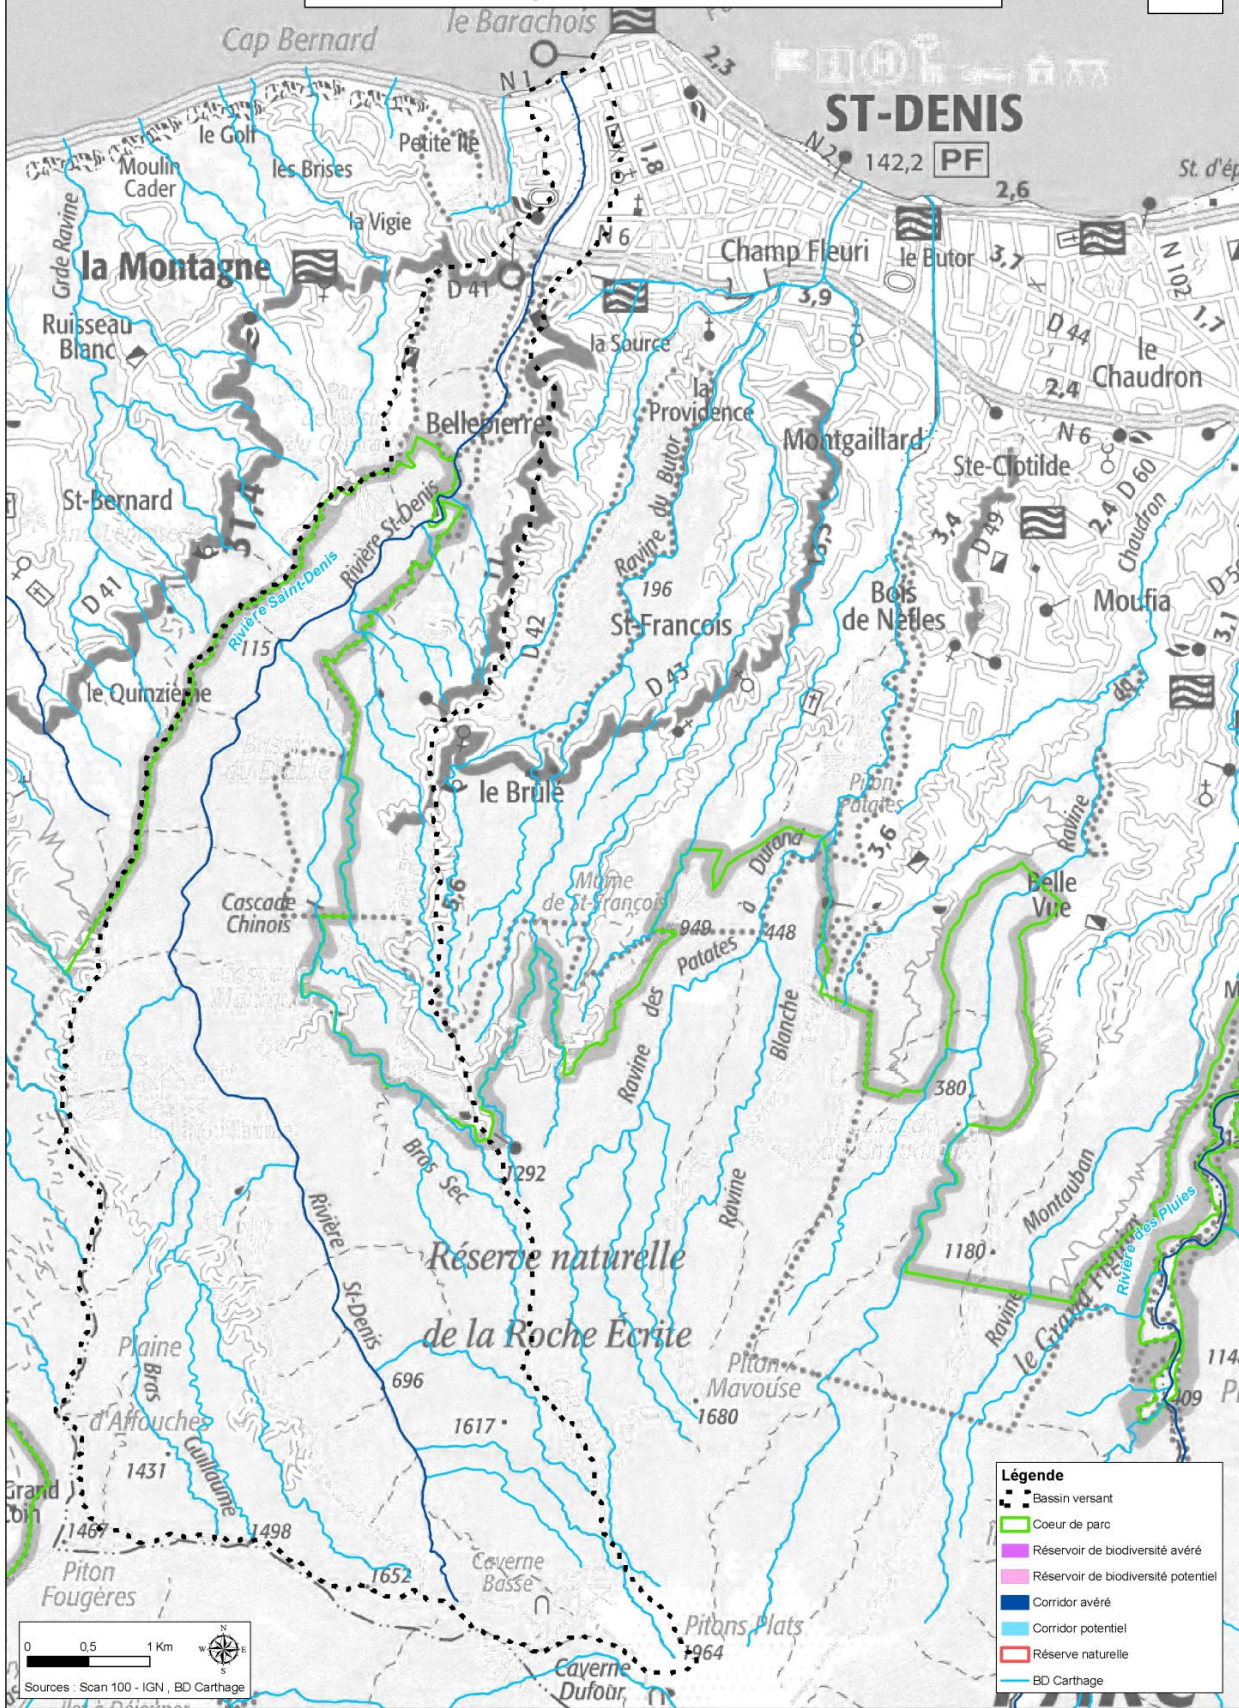 le Barachois
Cap Bernard
N 1
2,3
ST-DENIS
le Golf
Petite Île
N 2
142,2 PF
St. d'ép
Moulin
Cader
les Brises
1,8
2,6
la Vigie
N 6
Champ Fleuri
le Butor
3,7
N 102
Grde Ravine
la Montagne
D 41
3,9
1,7
Ruisseau
Blanc
la Source
D 44
le
Chaudron
la
Providence
2,4
Bellepierre
Montgaillard
N 6
Ste-Clotilde
D 60
St-Bernard
Rivière St-Denis
Ravine du Butor
3,4
D 49
2,4
Chaudron
D 41
Rivière Saint-Denis
196
Bois
de Nèfles
Moufia
3,1
115
D 42
St-François
D 43
le Quinzième
du
le Brûlé
Piton
Patates
3,6
Ravine
Cascade
Chinois
5,6
Morne
de St-François
Durand
à
Belle
Vue
949
Patates
448
des
Ravine
Blanche
380
Bras Sec
1292
Ravine
Montauban
Rivière
St-Denis
Réserve naturelle
de la Roche Écrite
1180
Rivière des Pluies
Ravine
le Grand
Plaine
d'Affouches
Bras
Guillaume
696
Piton
Mavouse
1617
1680
409
1431
Grand
Coin
1467
1498
Piton
Fougères
1652
Caverne
Basse
Pitons Plats
1964
Caverne
Dufour
Légende
Bassin versant
Coeur de parc
Réservoir de biodiversité avéré
Réservoir de biodiversité potentiel
Corridor avéré
Corridor potentiel
Réserve naturelle
BD Carthage
0 0,5 1 Km
N
W E
S
Sources : Scan 100 - IGN , BD Carthage